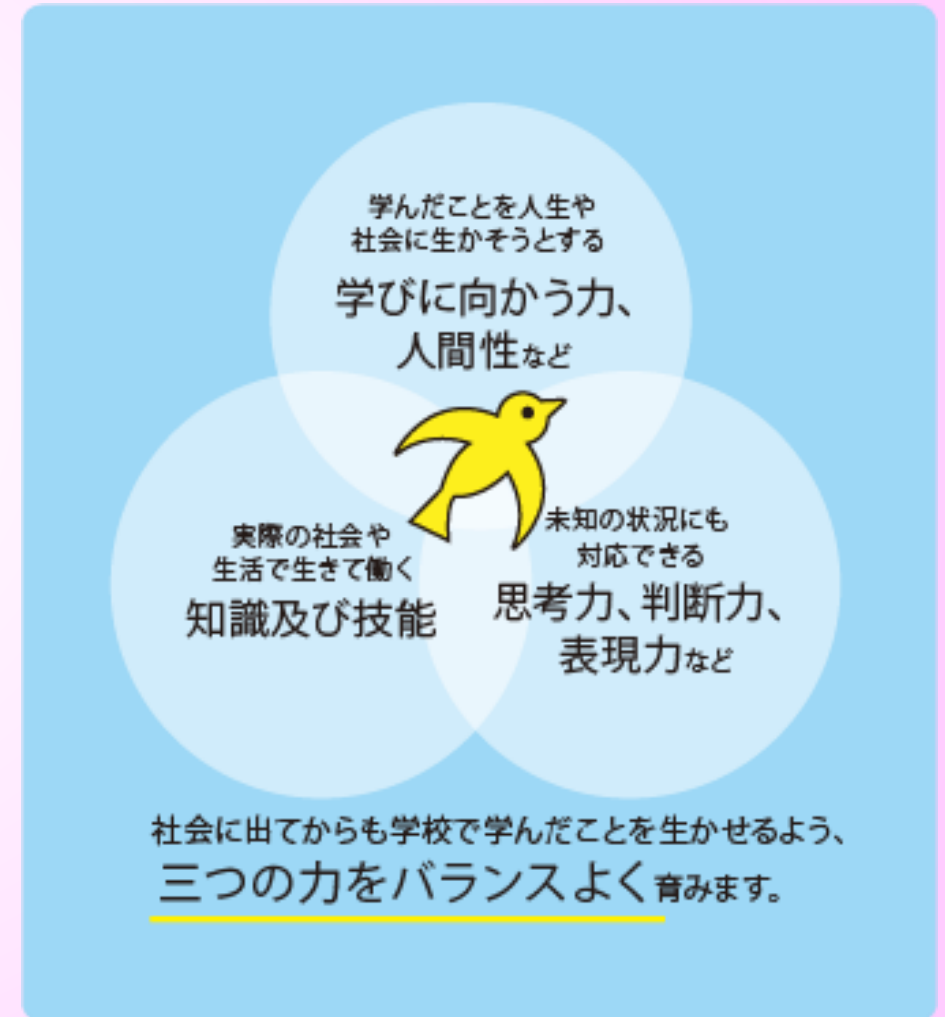 学んだことを人生や
社会に生かそうとする
学びに向かう力、
人間性など
実際の社会や
生活で生きて働く
知識及び技能
未知の状況にも
対応できる
思考力、判断力、
表現力など
社会に出てからも学校で学んだことを生かせるよう、
三つの力をバランスよく育みます。